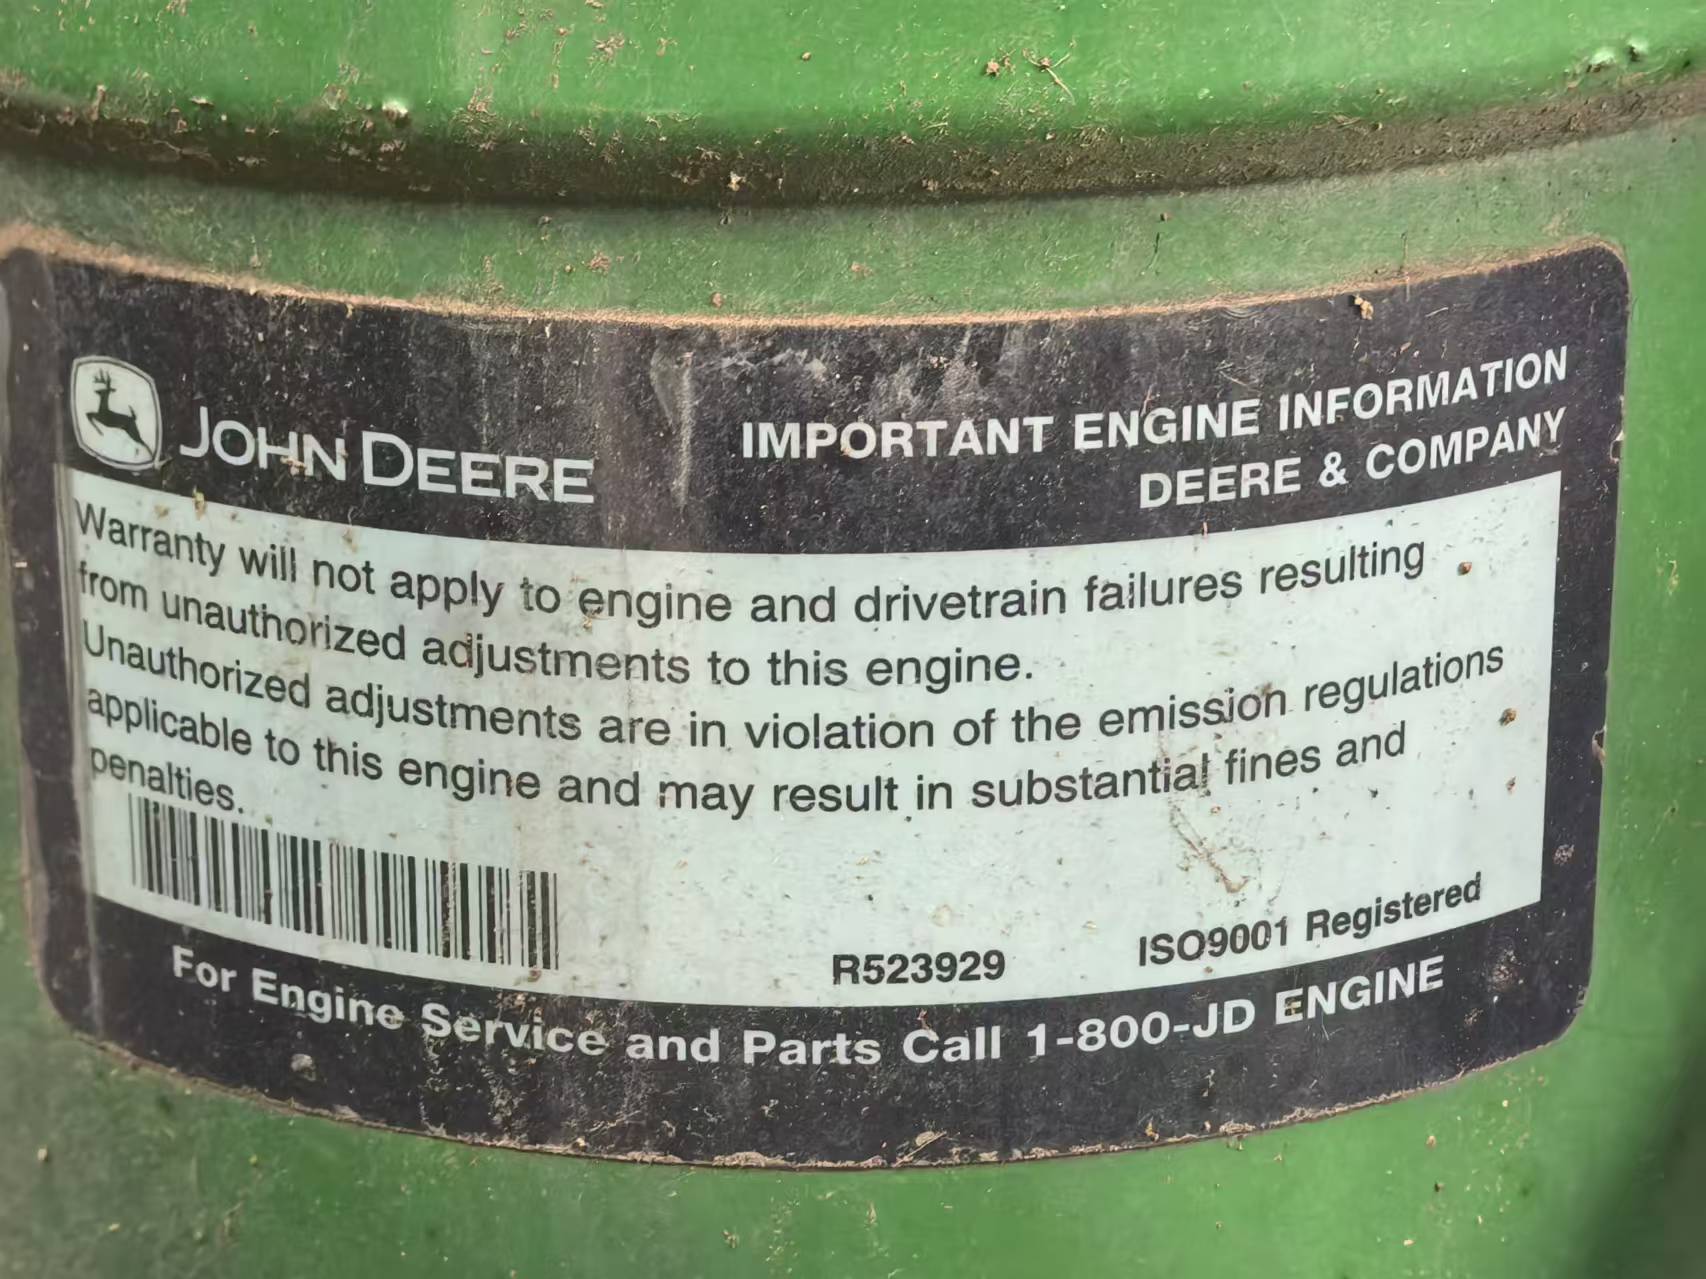 JOHN DEERE
IMPORTANT ENGINE INFORMATION
DEERE & COMPANY
Warranty will not apply to engine and drivetrain failures resulting
from unauthorized adjustments to this engine.
Unauthorized adjustments are in violation of the emission regulations
applicable to this engine and may result in substantial fines and
penalties.
R523929
ISO9001 Registered
For Engine Service and Parts Call 1-800-JD ENGINE